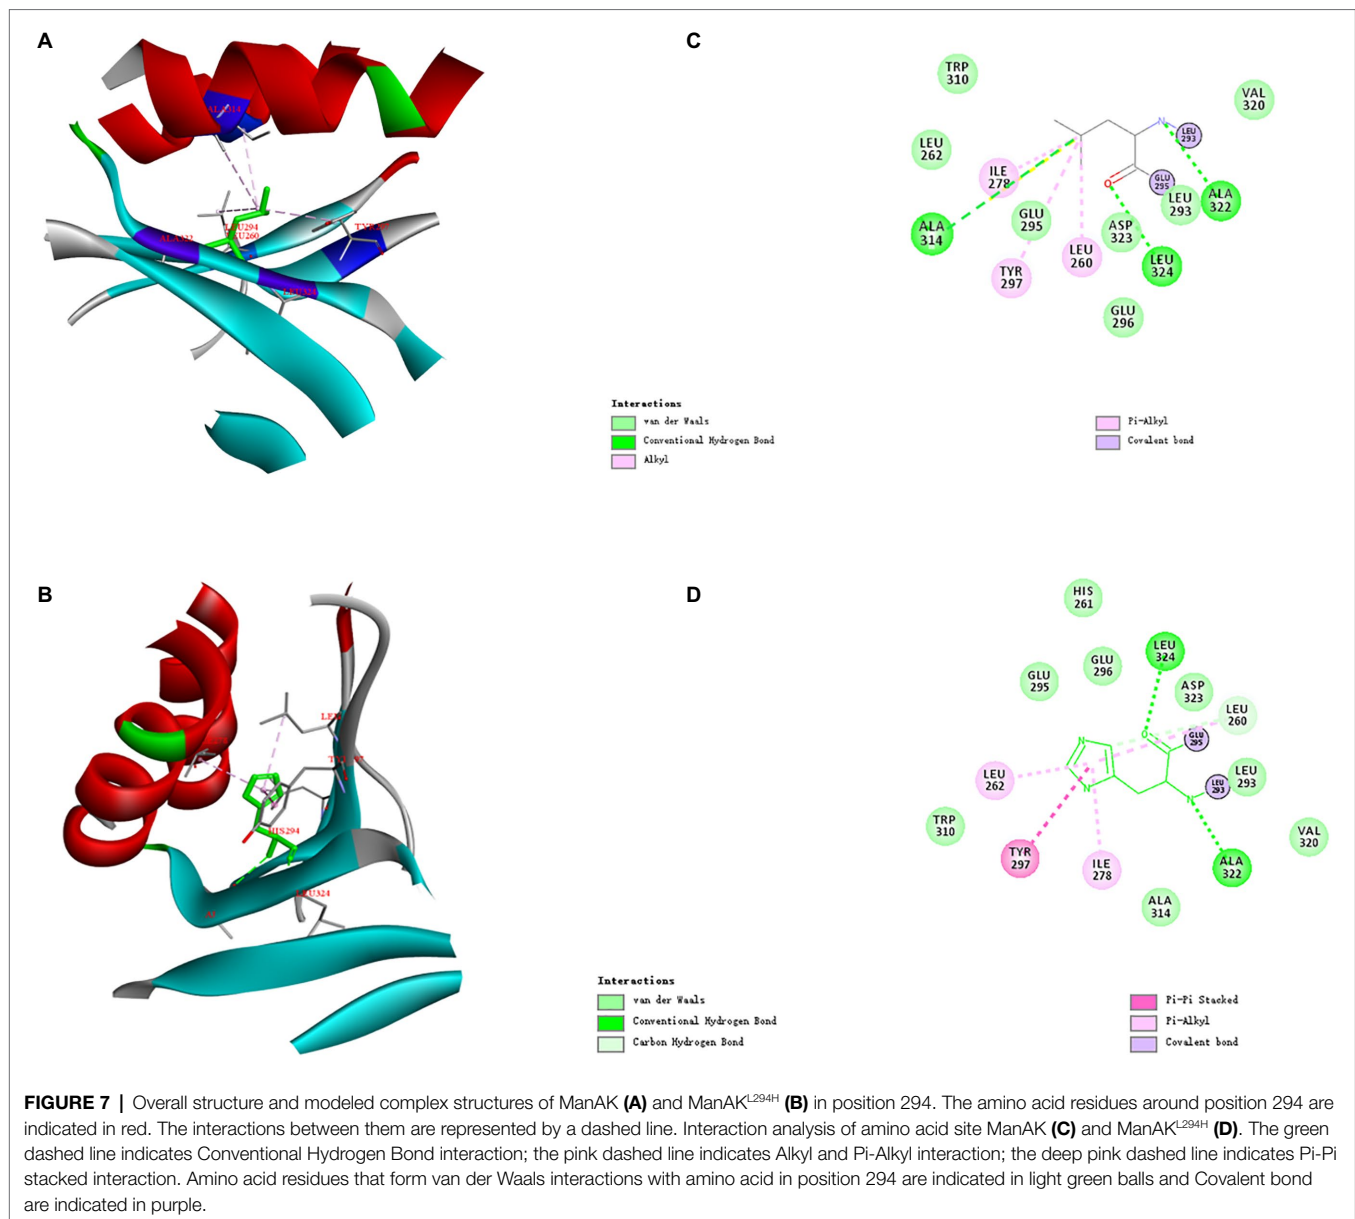 A
ALA314
LEU294
LEU260
ALA322
LEU324
C
TRP
310
VAL
320
LEU
262
N
LEU
293
ILE
278
O
GLU
295
LEU
293
ALA
322
ALA
314
GLU
295
ASP
323
TYR
297
LEU
260
LEU
324
GLU
296
Interactions
van der Waals
Conventional Hydrogen Bond
Alkyl
Pi-Alkyl
Covalent bond
B
HIS294
D
HIS
261
LEU
324
GLU
296
GLU
295
ASP
323
LEU
260
N
O
GLU
295
LEU
262
N
N
LEU
293
LEU
293
TRP
310
VAL
320
TYR
297
ILE
278
ALA
322
ALA
314
Interactions
van der Waals
Conventional Hydrogen Bond
Carbon Hydrogen Bond
Pi-Pi Stacked
Pi-Alkyl
Covalent bond
FIGURE 7 | Overall structure and modeled complex structures of ManAK (A) and ManAK^L294H (B) in position 294. The amino acid residues around position 294 are
indicated in red. The interactions between them are represented by a dashed line. Interaction analysis of amino acid site ManAK (C) and ManAK^L294H (D). The green
dashed line indicates Conventional Hydrogen Bond interaction; the pink dashed line indicates Alkyl and Pi-Alkyl interaction; the deep pink dashed line indicates Pi-Pi
stacked interaction. Amino acid residues that form van der Waals interactions with amino acid in position 294 are indicated in light green balls and Covalent bond
are indicated in purple.